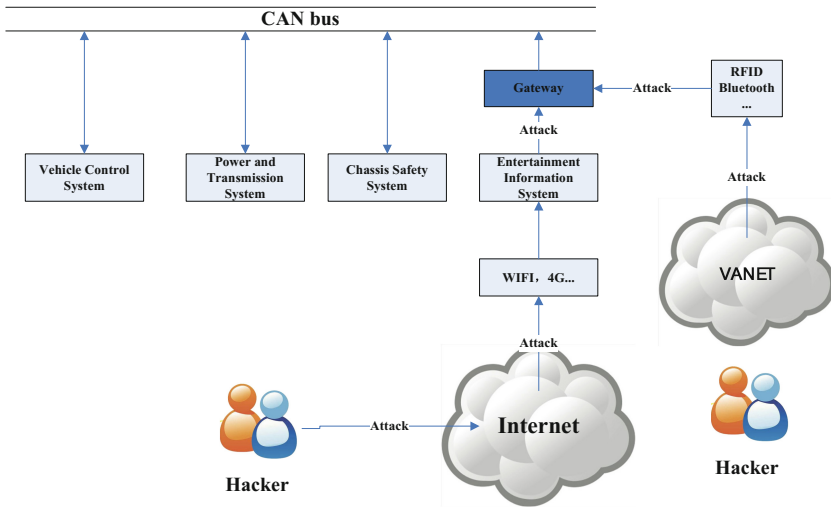 CAN bus
Gateway
Attack
RFID
Bluetooth
...
Attack
Vehicle Control
System
Power and
Transmission
System
Chassis Safety
System
Entertainment
Information
System
Attack
VANET
WIFI，4G...
Attack
Internet
Attack
Hacker
Hacker